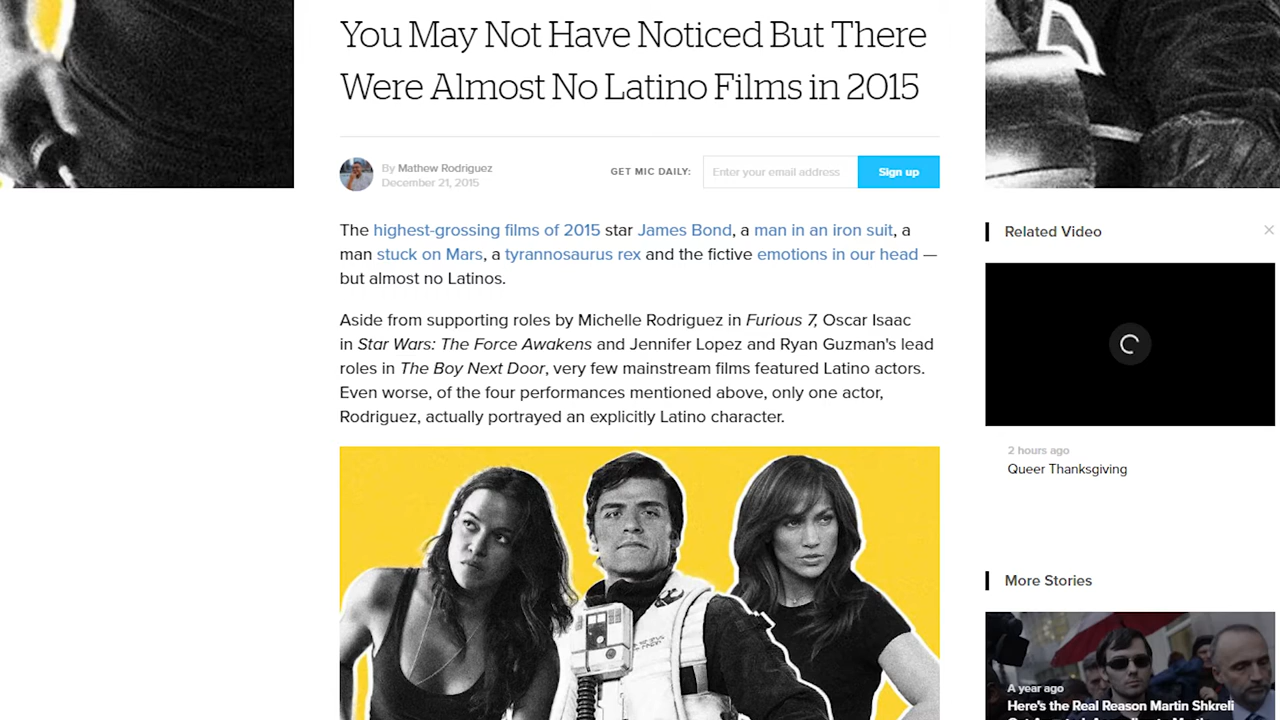 You May Not Have Noticed But There
Were Almost No Latino Films in 2015
By Mathew Rodriguez
December 21, 2015
GET MIC DAILY:
Enter your email address
Sign up
The highest-grossing films of 2015 star James Bond, a man in an iron suit, a
man stuck on Mars, a tyrannosaurus rex and the fictive emotions in our head —
but almost no Latinos.
Aside from supporting roles by Michelle Rodriguez in Furious 7, Oscar Isaac
in Star Wars: The Force Awakens and Jennifer Lopez and Ryan Guzman's lead
roles in The Boy Next Door, very few mainstream films featured Latino actors.
Even worse, of the four performances mentioned above, only one actor,
Rodriguez, actually portrayed an explicitly Latino character.
Related Video
2 hours ago
Queer Thanksgiving
More Stories
A year ago
Here's the Real Reason Martin Shkreli